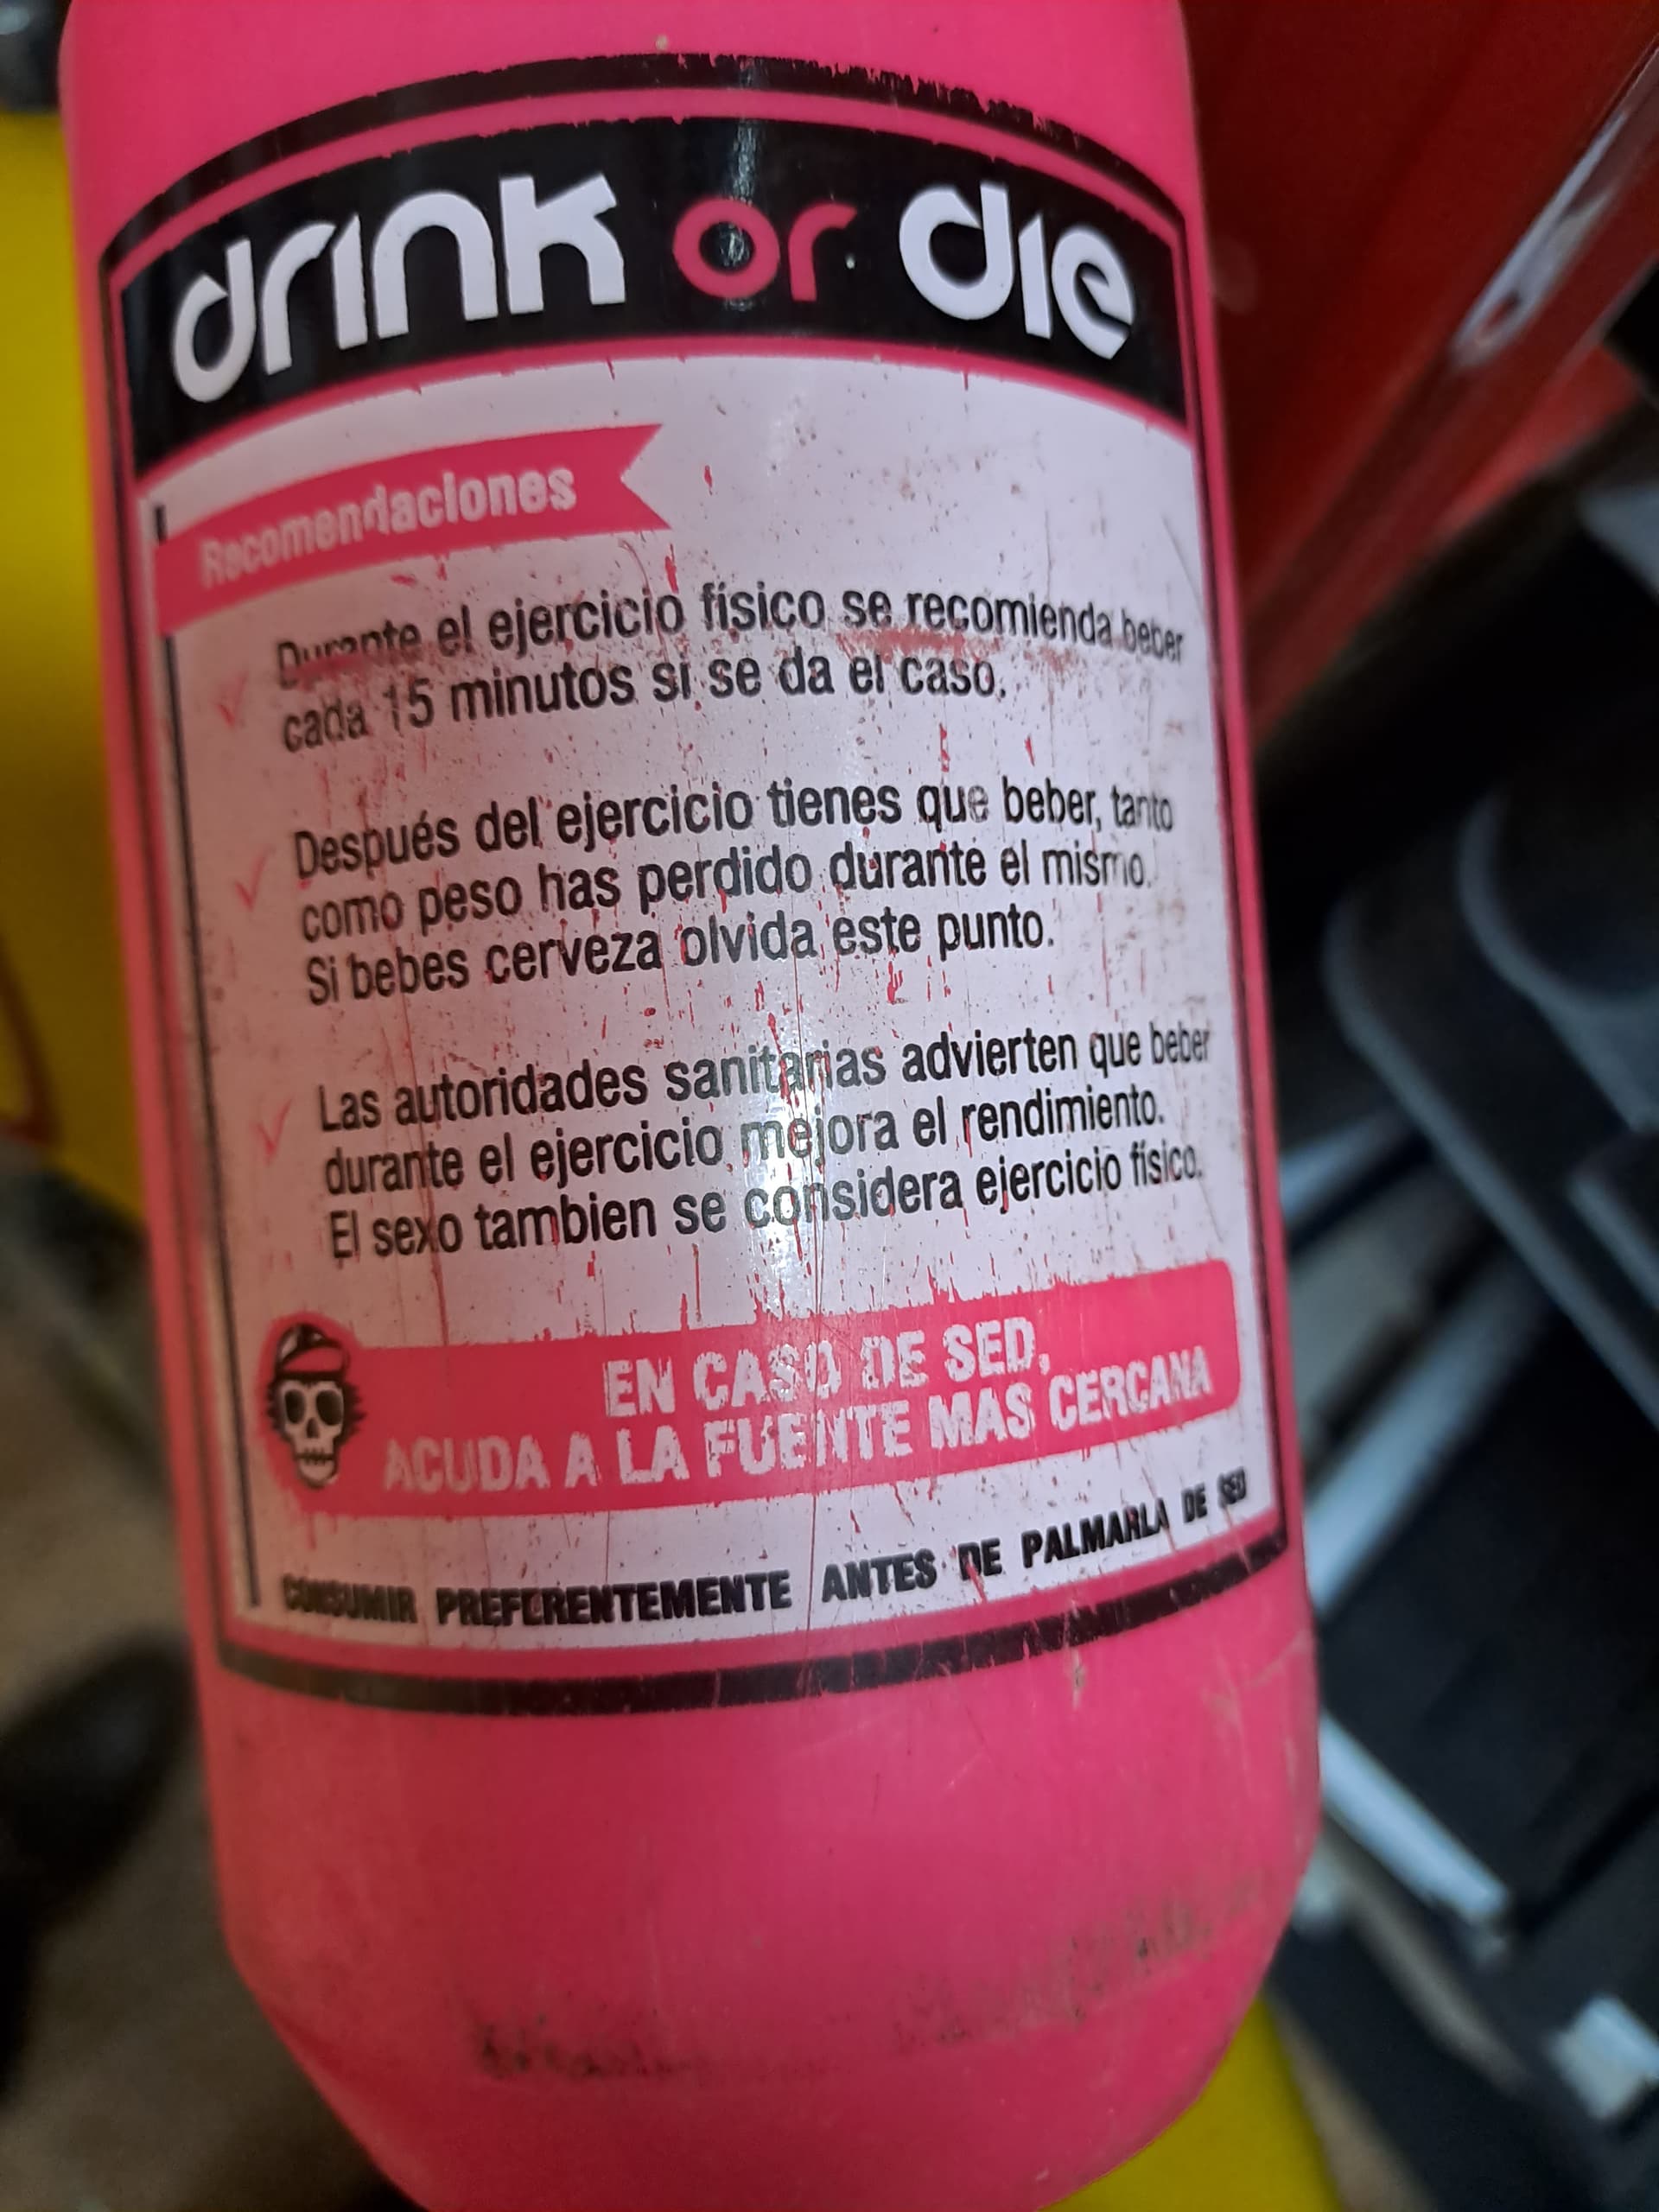 drink or die
Recomendaciones
Durante el ejercicio físico se recomienda beber
cada 15 minutos si se da el caso.
Después del ejercicio tienes que beber, tanto
como peso has perdido durante el mismo.
Si bebes cerveza olvida este punto.
Las autoridades sanitarias advierten que beber
durante el ejercicio mejora el rendimiento.
El sexo tambien se considera ejercicio físico.
EN CASO DE SED,
ACUDA A LA FUENTE MAS CERCANA
CONSUMIR PREFERENTEMENTE ANTES DE PALMARLA DE SED